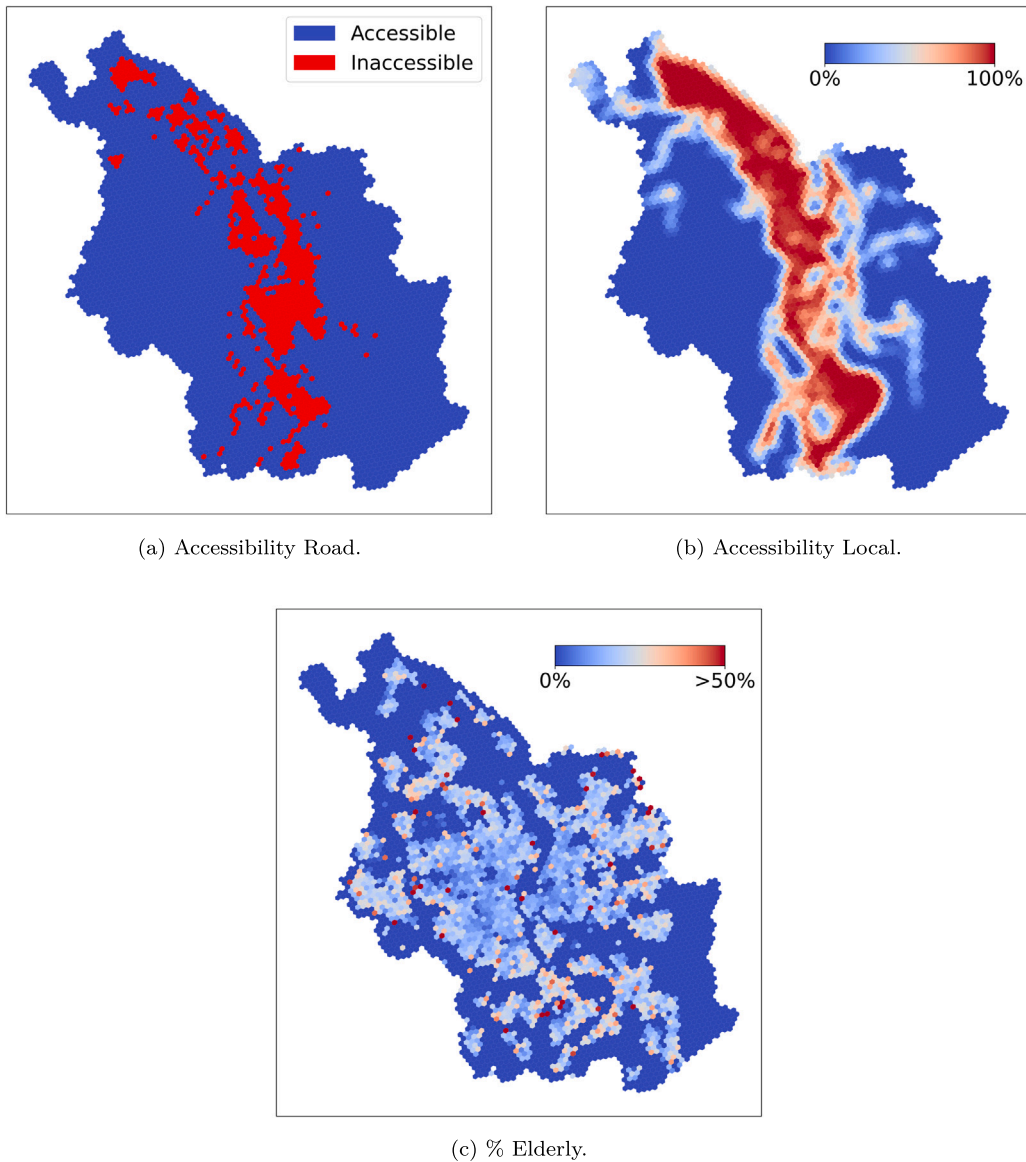 Accessible
Inaccessible
0%
100%
(a) Accessibility Road.
(b) Accessibility Local.
0%
>50%
(c) % Elderly.